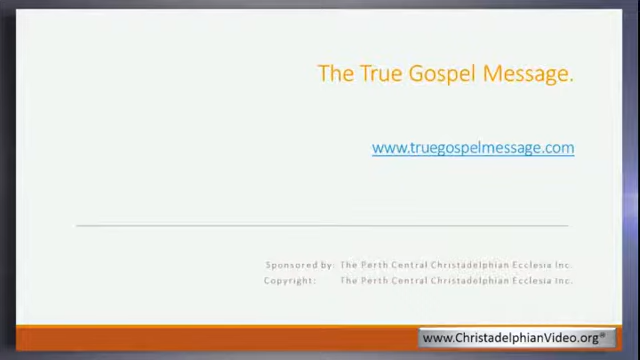 The True Gospel Message.
www.truegospelmessage.com
Sponsored by: The Perth Central Christadelphian Ecclesia Inc.
Copyright: The Perth Central Christadelphian Ecclesia Inc.
www.ChristadelphianVideo.org®